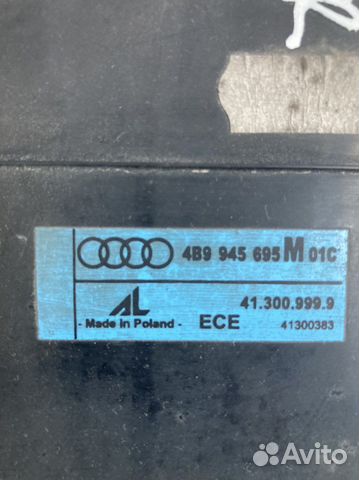 4B9 945 695 M 01C
41.300.999.9
AL
- Made in Poland - ECE 41300383
Avito